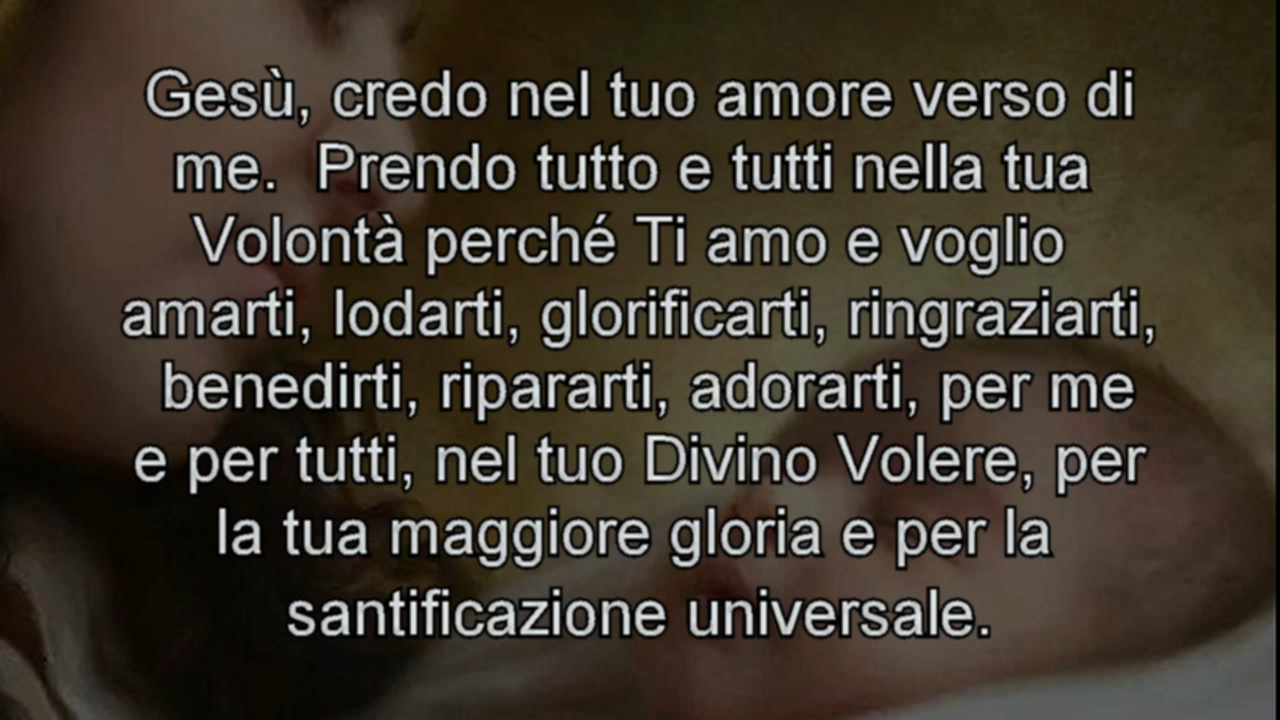 Gesù, credo nel tuo amore verso di
me.  Prendo tutto e tutti nella tua
Volontà perché Ti amo e voglio
amarti, lodarti, glorificarti, ringraziarti,
benedirti, ripararti, adorarti, per me
e per tutti, nel tuo Divino Volere, per
la tua maggiore gloria e per la
santificazione universale.